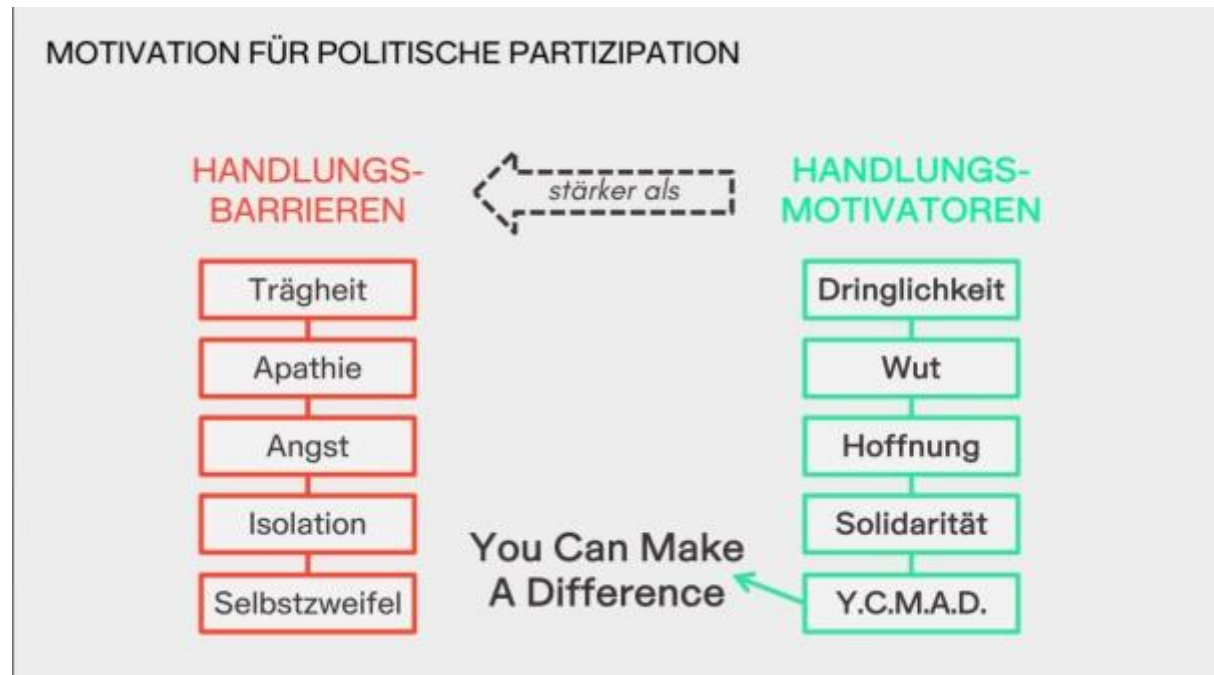 MOTIVATION FÜR POLITISCHE PARTIZIPATION
HANDLUNGS-
BARRIEREN
stärker als
HANDLUNGS-
MOTIVATOREN
Trägheit
Apathie
Angst
Isolation
Selbstzweifel
Dringlichkeit
Wut
Hoffnung
Solidarität
Y.C.M.A.D.
You Can Make
A Difference